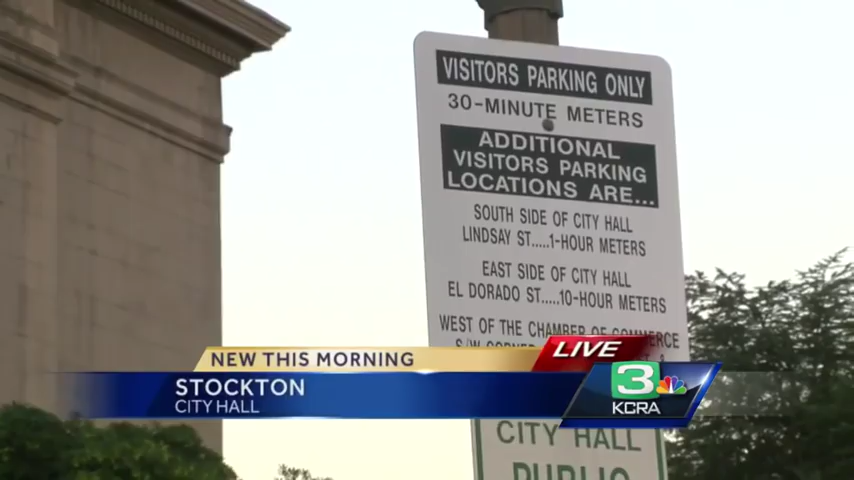 VISITORS PARKING ONLY
30-MINUTE METERS
ADDITIONAL
VISITORS PARKING
LOCATIONS ARE...
SOUTH SIDE OF CITY HALL
LINDSAY ST.....1-HOUR METERS
EAST SIDE OF CITY HALL
EL DORADO ST.....10-HOUR METERS
WEST OF THE CHAMBER OF COMMERCE
S/W CORNER
NEW THIS MORNING
LIVE
STOCKTON
CITY HALL
3
KCRA
CITY HALL
PUBLIC